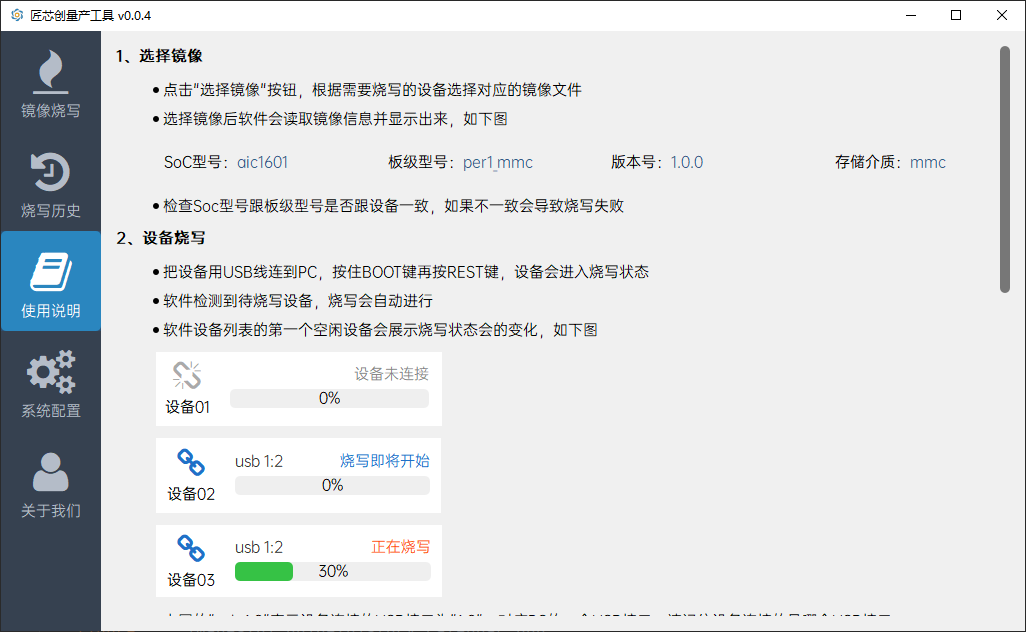 匠芯创量产工具 v0.0.4
镜像烧写
烧写历史
使用说明
系统配置
关于我们
1、选择镜像
●点击"选择镜像"按钮，根据需要烧写的设备选择对应的镜像文件
●选择镜像后软件会读取镜像信息并显示出来，如下图
SoC型号：aic1601 板级型号：per1_mmc 版本号：1.0.0 存储介质：mmc
●检查Soc型号跟板级型号是否跟设备一致，如果不一致会导致烧写失败
2、设备烧写
●把设备用USB线连到PC，按住BOOT键再按REST键，设备会进入烧写状态
●软件检测到待烧写设备，烧写会自动进行
●软件设备列表的第一个空闲设备会展示烧写状态会的变化，如下图
设备未连接
0%
设备01
usb 1:2 烧写即将开始
0%
设备02
usb 1:2 正在烧写
30%
设备03